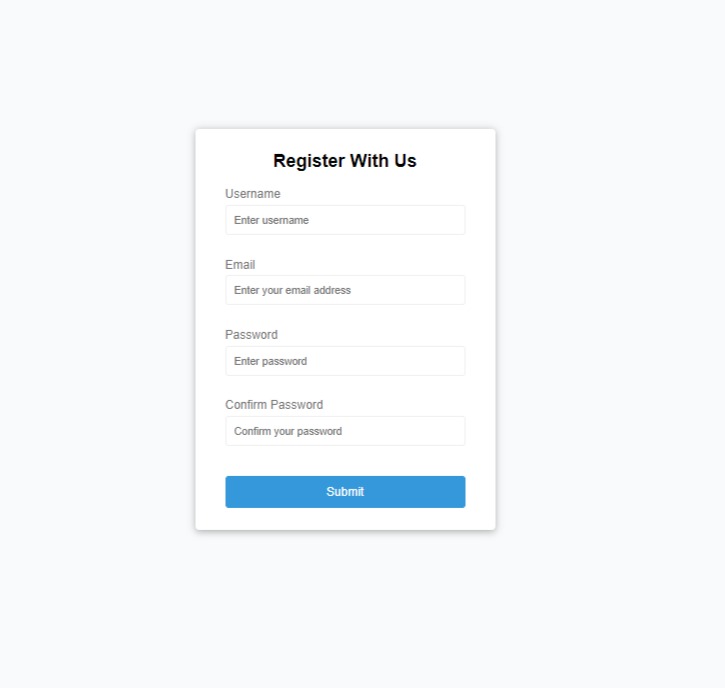 Register With Us
Username
Enter username
Email
Enter your email address
Password
Enter password
Confirm Password
Confirm your password
Submit